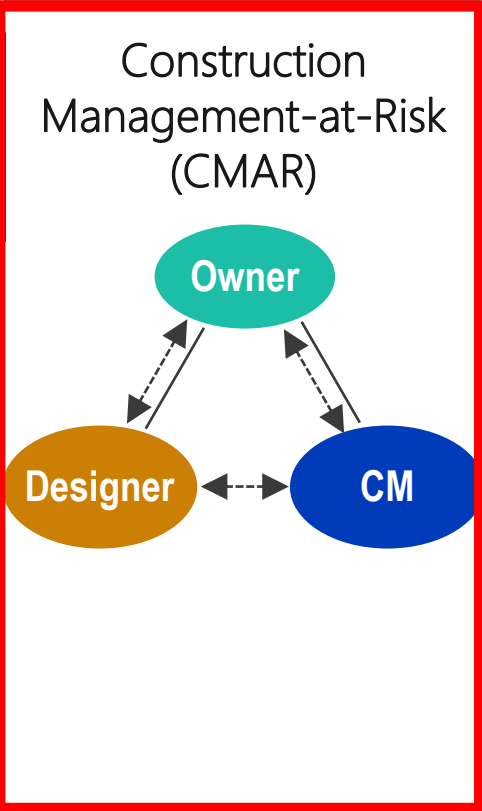 Construction
Management-at-Risk
(CMAR)
Owner
Designer
CM